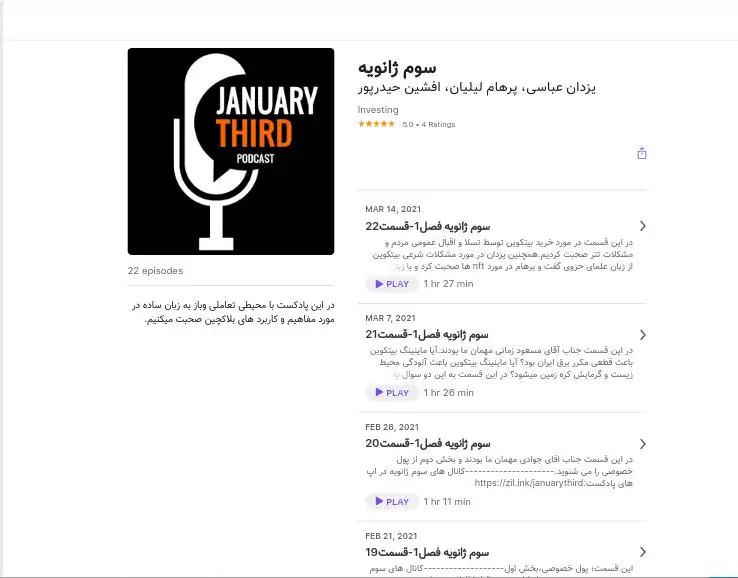 JANUARY
THIRD
PODCAST
22 episodes
در این پادکست با محیطی تعاملی وباز به زبان ساده در
مورد مفاهیم و کاربرد های بلاکچین صحبت میکنیم.
سوم ژانویه
یزدان عباسی، پرهام لیلیان، افشین حیدرپور
Investing
★★★★★ 5.0 • 4 Ratings
MAR 14, 2021
سوم ژانویه فصل1-قسمت22
در این قسمت در مورد خرید بیتکوین توسط تسلا و اقبال عمومی مردم و
مشکلات تتر صحبت کردیم.همچنین یزدان در مورد مشکلات شرعی بیتکوین
از زبان علمای حزوی گفت و پرهام در مورد nft ها صحبت کرد و با
PLAY 1 hr 27 min
MAR 7, 2021
سوم ژانویه فصل1-قسمت21
در این قسمت جناب آقای مسعود زمانی مهمان ما بودند.آیا ماینینگ بیتکوین
باعث قطعی مکرر برق ایران بود؟ آیا ماینینگ بیتکوین باعث آلودگی محیط
زیست و گرمایش کره زمین میشود؟ در این قسمت به این دو سوال
PLAY 1 hr 26 min
FEB 28, 2021
سوم ژانویه فصل1-قسمت20
در این قسمت جناب اقای جوادی مهمان ما بودند و بخش دوم از پول
خصوصی را می شنوید.---------------------کانال های سوم ژانویه در اپ
های پادکست:https://zil.ink/januarythird
PLAY 1 hr 11 min
FEB 21, 2021
سوم ژانویه فصل1-قسمت19
این قسمت؛ پول خصوصی،بخش اول-------------------کانال های سوم